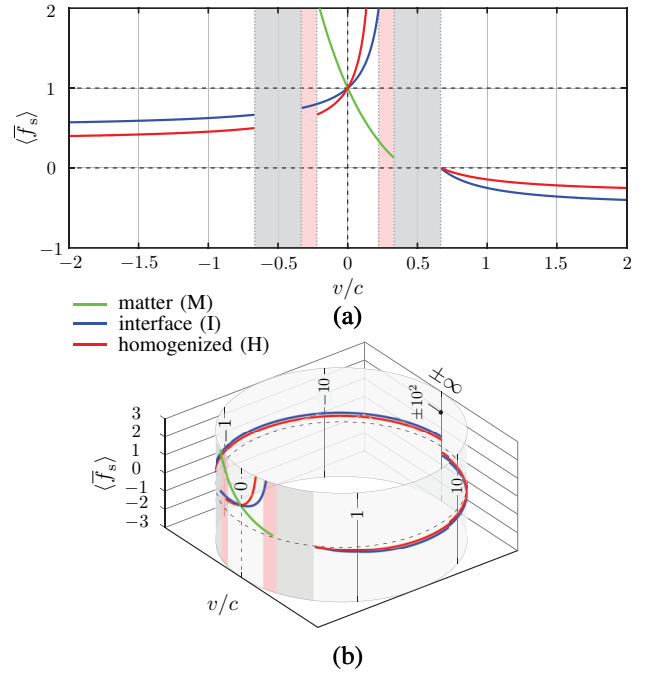 2
1
0
−1
⟨f̄ₛ⟩
−2 −1.5 −1 −0.5 0 0.5 1 1.5 2
v/c
(a)
matter (M)
interface (I)
homogenized (H)
3
2
1
0
−1
−2
−3
⟨f̄ₛ⟩
−1
−10
±10²
±∞
0
1
10
v/c
(b)